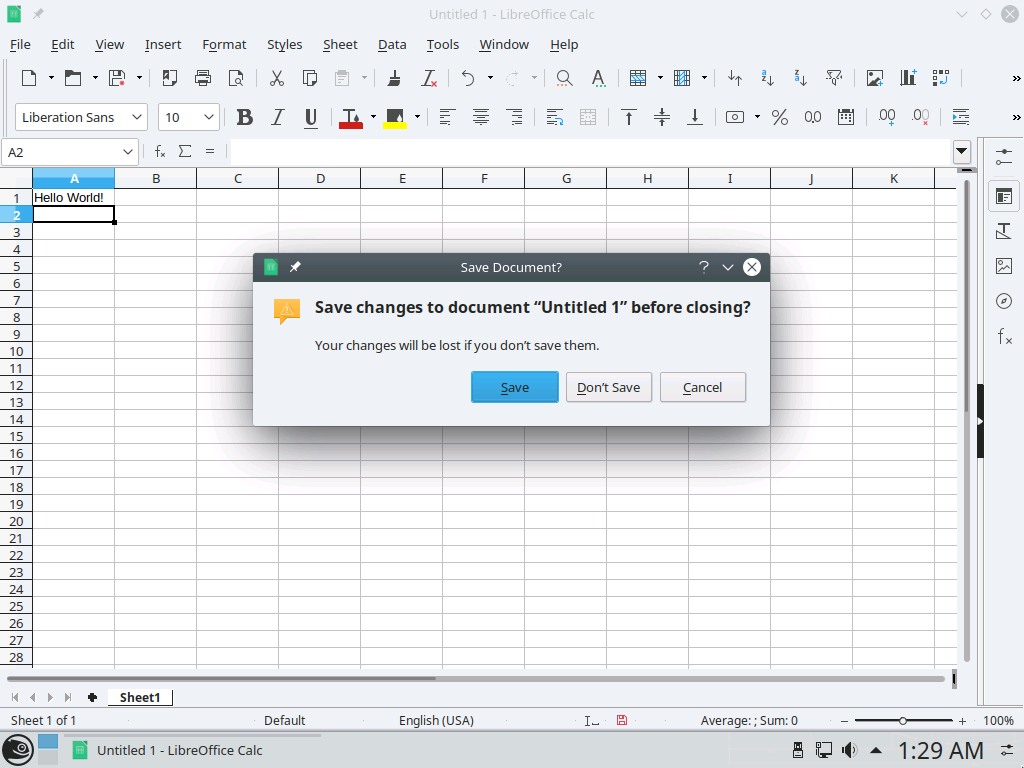 Untitled 1 - LibreOffice Calc
File Edit View Insert Format Styles Sheet Data Tools Window Help
Liberation Sans 10
A2
A B C D E F G H I J K
1 Hello World!
2
3
4
5
6
7
8
9
10
11
12
13
14
15
16
17
18
19
20
21
22
23
24
25
26
27
28
Save Document?
Save changes to document “Untitled 1” before closing?
Your changes will be lost if you don’t save them.
Save Don’t Save Cancel
Sheet1
Sheet 1 of 1 Default English (USA) Average: ; Sum: 0 100%
Untitled 1 - LibreOffice Calc 1:29 AM